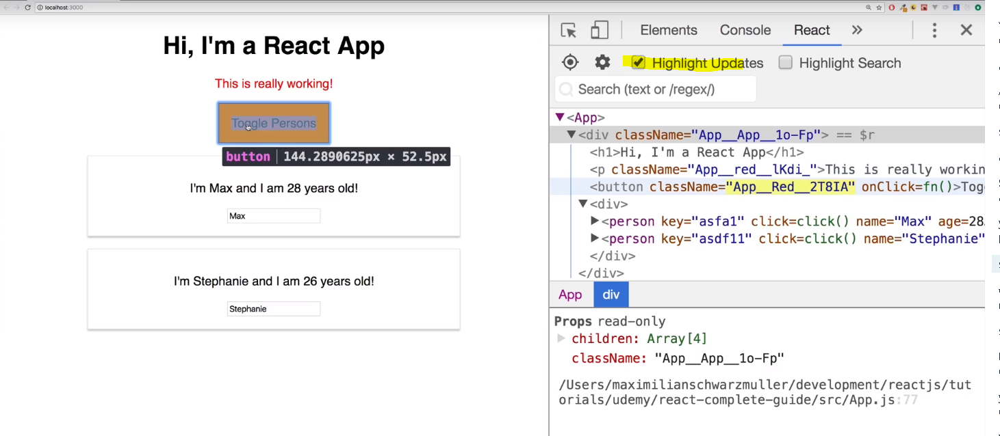 localhost:3000
Hi, I'm a React App
This is really working!
Toggle Persons
button 144.2890625px × 52.5px
I'm Max and I am 28 years old!
Max
I'm Stephanie and I am 26 years old!
Stephanie
Elements Console React »
Highlight Updates Highlight Search
Search (text or /regex/)
<App>
<div className="App__App__1o-Fp"> == $r
<h1>Hi, I'm a React App</h1>
<p className="App__red__lKdi_">This is really workin
<button className="App__Red__2T8IA" onClick=fn()>Tog
<div>
<person key="asfa1" click=click() name="Max" age=28
<person key="asdf11" click=click() name="Stephanie"
</div>
</div>
App div
Props read-only
children: Array[4]
className: "App__App__1o-Fp"
/Users/maximilianschwarzmuller/development/reactjs/tut
orials/udemy/react-complete-guide/src/App.js:77